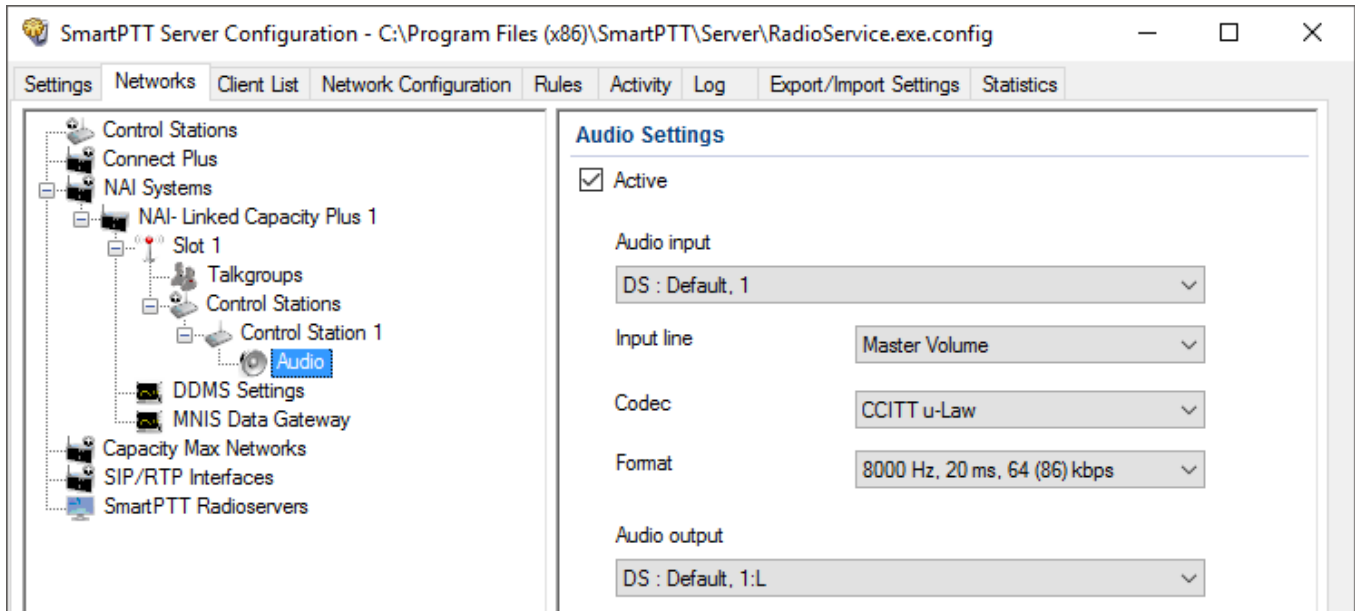 SmartPTT Server Configuration - C:\Program Files (x86)\SmartPTT\Server\RadioService.exe.config
Settings Networks Client List Network Configuration Rules Activity Log Export/Import Settings Statistics
Control Stations
Connect Plus
NAI Systems
NAI- Linked Capacity Plus 1
Slot 1
Talkgroups
Control Stations
Control Station 1
Audio
DDMS Settings
MNIS Data Gateway
Capacity Max Networks
SIP/RTP Interfaces
SmartPTT Radioservers
Audio Settings
Active
Audio input
DS : Default, 1
Input line Master Volume
Codec CCITT u-Law
Format 8000 Hz, 20 ms, 64 (86) kbps
Audio output
DS : Default, 1:L